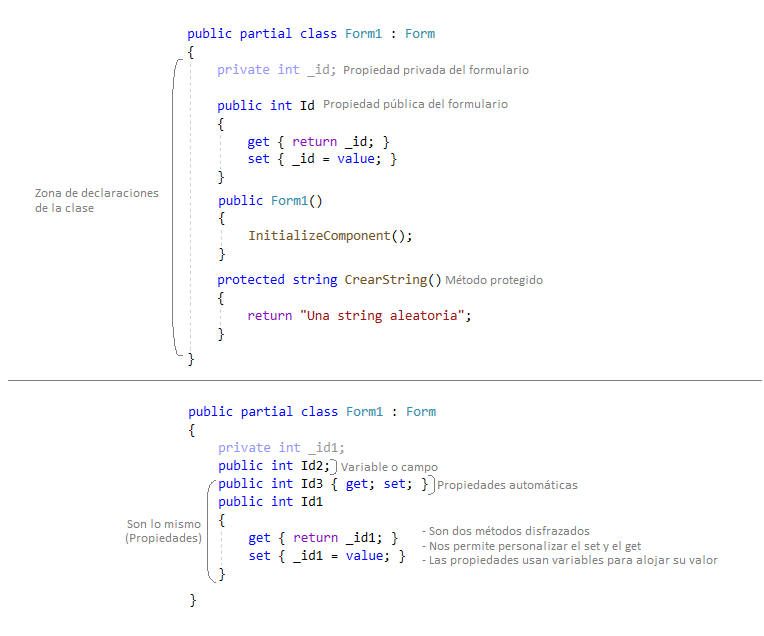 public partial class Form1 : Form
{
private int _id; Propiedad privada del formulario
public int Id Propiedad pública del formulario
{
get { return _id; }
set { _id = value; }
}
Zona de declaraciones
de la clase
public Form1()
{
InitializeComponent();
}
protected string CrearString() Método protegido
{
return "Una string aleatoria";
}
}
public partial class Form1 : Form
{
private int _id1;
public int Id2; Variable o campo
public int Id3 { get; set; } Propiedades automáticas
public int Id1
Son lo mismo
(Propiedades)
{
get { return _id1; }
set { _id1 = value; }
}
- Son dos métodos disfrazados
- Nos permite personalizar el set y el get
- Las propiedades usan variables para alojar su valor
}